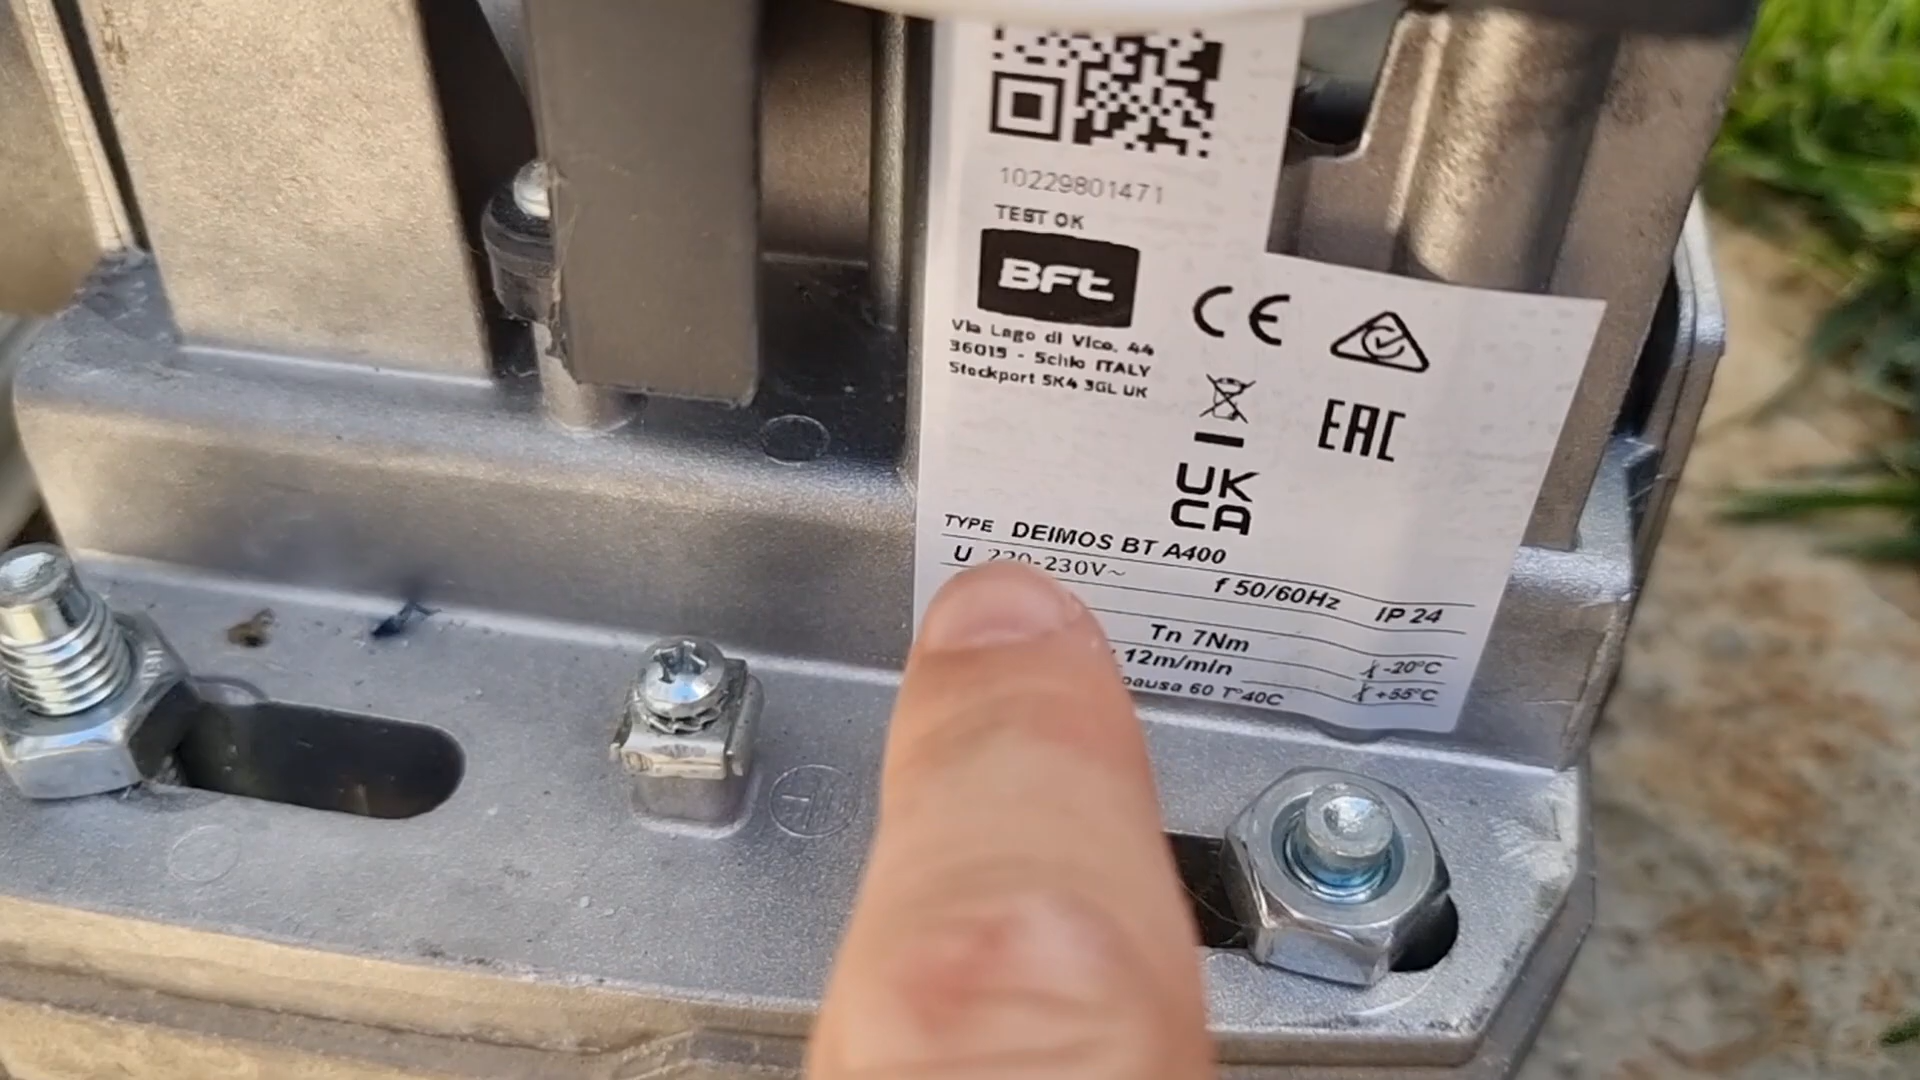 10229801471
TEST OK
BFt
Via Lago di Vico, 44
36015 - Schio ITALY
Stockport SK4 3GL UK
CE
EAC
UK
CA
TYPE DEIMOS BT A400
U 220-230V~ f 50/60Hz IP 24
Tn 7Nm
12m/min -20°C
pausa 60 T°40C +55°C